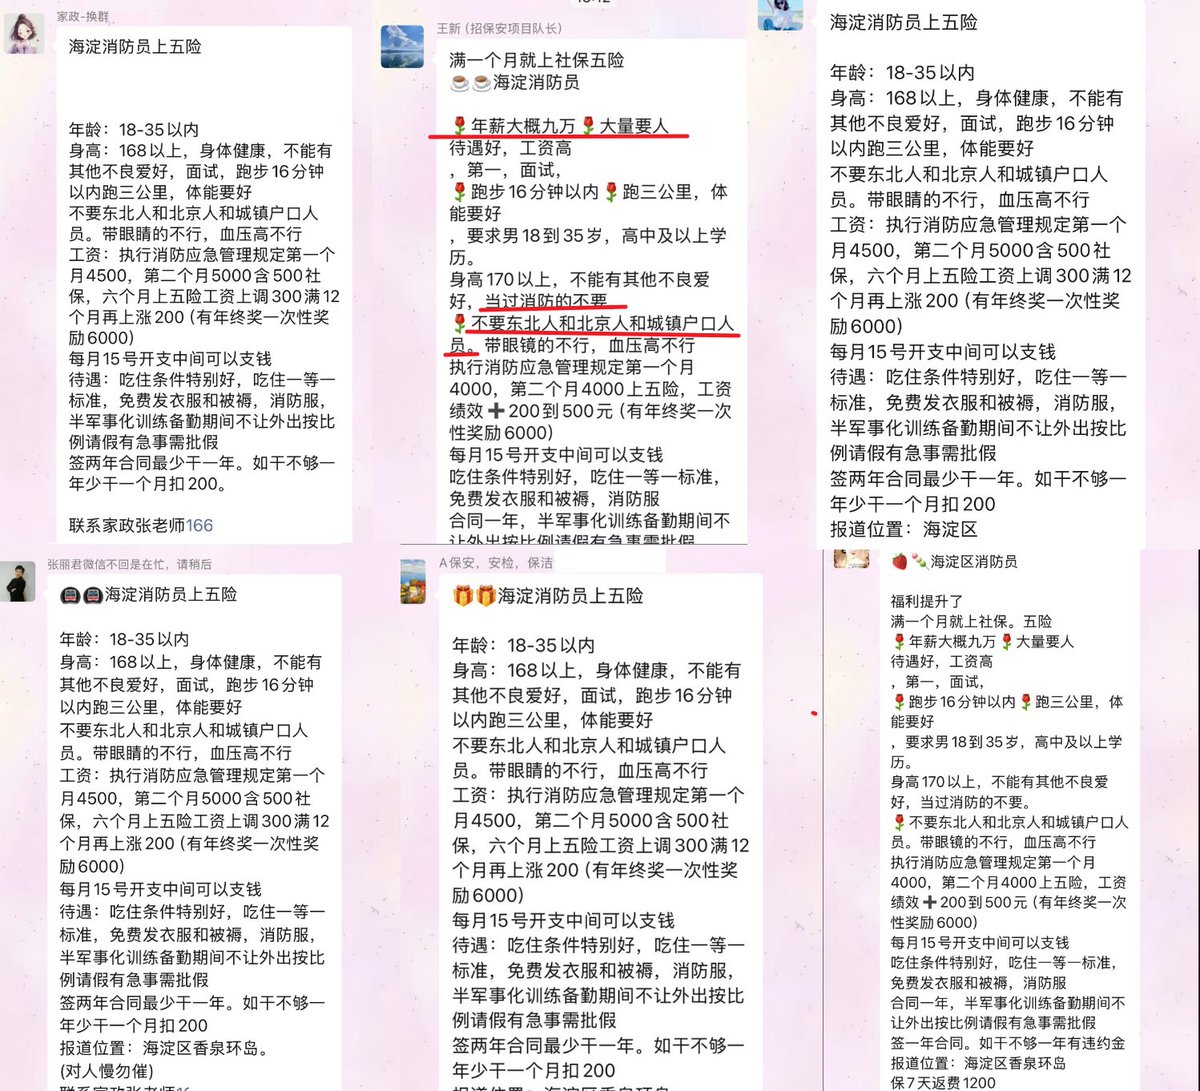 家政-换群
海淀消防员上五险
年龄：18-35以内
身高：168以上，身体健康，不能有
其他不良爱好，面试，跑步16分钟
以内跑三公里，体能要好
不要东北人和北京人和城镇户口人
员。带眼睛的不行，血压高不行
工资：执行消防应急管理规定第一个
月4500，第二个月5000含500社
保，六个月上五险工资上调300满12
个月再上涨200 (有年终奖一次性奖
励6000)
每月15号开支中间可以支钱
待遇：吃住条件特别好，吃住一等一
标准，免费发衣服和被褥，消防服，
半军事化训练备勤期间不让外出按比
例请假有急事需批假
签两年合同最少干一年。如干不够一
年少干一个月扣200。
联系家政张老师166
王新 (招保安项目队长)
满一个月就上社保五险
☕☕海淀消防员
🌹年薪大概九万🌹大量要人
待遇好，工资高
，第一，面试，
🌹跑步16分钟以内🌹跑三公里，体
能要好
，要求男18到35岁，高中及以上学
历。
身高170以上，不能有其他不良爱
好，当过消防的不要
🌹不要东北人和北京人和城镇户口人
员。带眼镜的不行，血压高不行
执行消防应急管理规定第一个月
4000，第二个月4000上五险，工资
绩效➕200到500元 (有年终奖一次
性奖励6000)
每月15号开支中间可以支钱
吃住条件特别好，吃住一等一标准，
免费发衣服和被褥，消防服
合同一年，半军事化训练备勤期间不
让外出按比例请假有急事需批假
海淀消防员上五险
年龄：18-35以内
身高：168以上，身体健康，不能有
其他不良爱好，面试，跑步16分钟
以内跑三公里，体能要好
不要东北人和北京人和城镇户口人
员。带眼睛的不行，血压高不行
工资：执行消防应急管理规定第一个
月4500，第二个月5000含500社
保，六个月上五险工资上调300满12
个月再上涨200 (有年终奖一次性奖
励6000)
每月15号开支中间可以支钱
待遇：吃住条件特别好，吃住一等一
标准，免费发衣服和被褥，消防服，
半军事化训练备勤期间不让外出按比
例请假有急事需批假
签两年合同最少干一年。如干不够一
年少干一个月扣200
报道位置：海淀区
张丽君微信不回是在忙，请稍后
🚇🚇海淀消防员上五险
年龄：18-35以内
身高：168以上，身体健康，不能有
其他不良爱好，面试，跑步16分钟
以内跑三公里，体能要好
不要东北人和北京人和城镇户口人
员。带眼睛的不行，血压高不行
工资：执行消防应急管理规定第一个
月4500，第二个月5000含500社
保，六个月上五险工资上调300满12
个月再上涨200 (有年终奖一次性奖
励6000)
每月15号开支中间可以支钱
待遇：吃住条件特别好，吃住一等一
标准，免费发衣服和被褥，消防服，
半军事化训练备勤期间不让外出按比
例请假有急事需批假
签两年合同最少干一年。如干不够一
年少干一个月扣200
报道位置：海淀区香泉环岛。
(对人慢勿催)
联系家政张老师16
A保安，安检，保洁
🎁🎁海淀消防员上五险
年龄：18-35以内
身高：168以上，身体健康，不能有
其他不良爱好，面试，跑步16分钟
以内跑三公里，体能要好
不要东北人和北京人和城镇户口人
员。带眼睛的不行，血压高不行
工资：执行消防应急管理规定第一个
月4500，第二个月5000含500社
保，六个月上五险工资上调300满12
个月再上涨200 (有年终奖一次性奖
励6000)
每月15号开支中间可以支钱
待遇：吃住条件特别好，吃住一等一
标准，免费发衣服和被褥，消防服，
半军事化训练备勤期间不让外出按比
例请假有急事需批假
签两年合同最少干一年。如干不够一
年少干一个月扣200
报道位置：海淀区香泉环岛
🍓🍡海淀区消防员
福利提升了
满一个月就上社保。五险
🌹年薪大概九万🌹大量要人
待遇好，工资高
，第一，面试，
🌹跑步16分钟以内🌹跑三公里，体
能要好
，要求男18到35岁，高中及以上学
历。
身高170以上，不能有其他不良爱
好，当过消防的不要。
🌹不要东北人和北京人和城镇户口人
员。带眼镜的不行，血压高不行
执行消防应急管理规定第一个月
4000，第二个月4000上五险，工资
绩效➕200到500元 (有年终奖一次
性奖励6000)
每月15号开支中间可以支钱
吃住条件特别好，吃住一等一标准，
免费发衣服和被褥，消防服
合同一年，半军事化训练备勤期间不
让外出按比例请假有急事需批假
签一年合同。如干不够一年有违约金
报道位置：海淀区香泉环岛
保7天返费1200